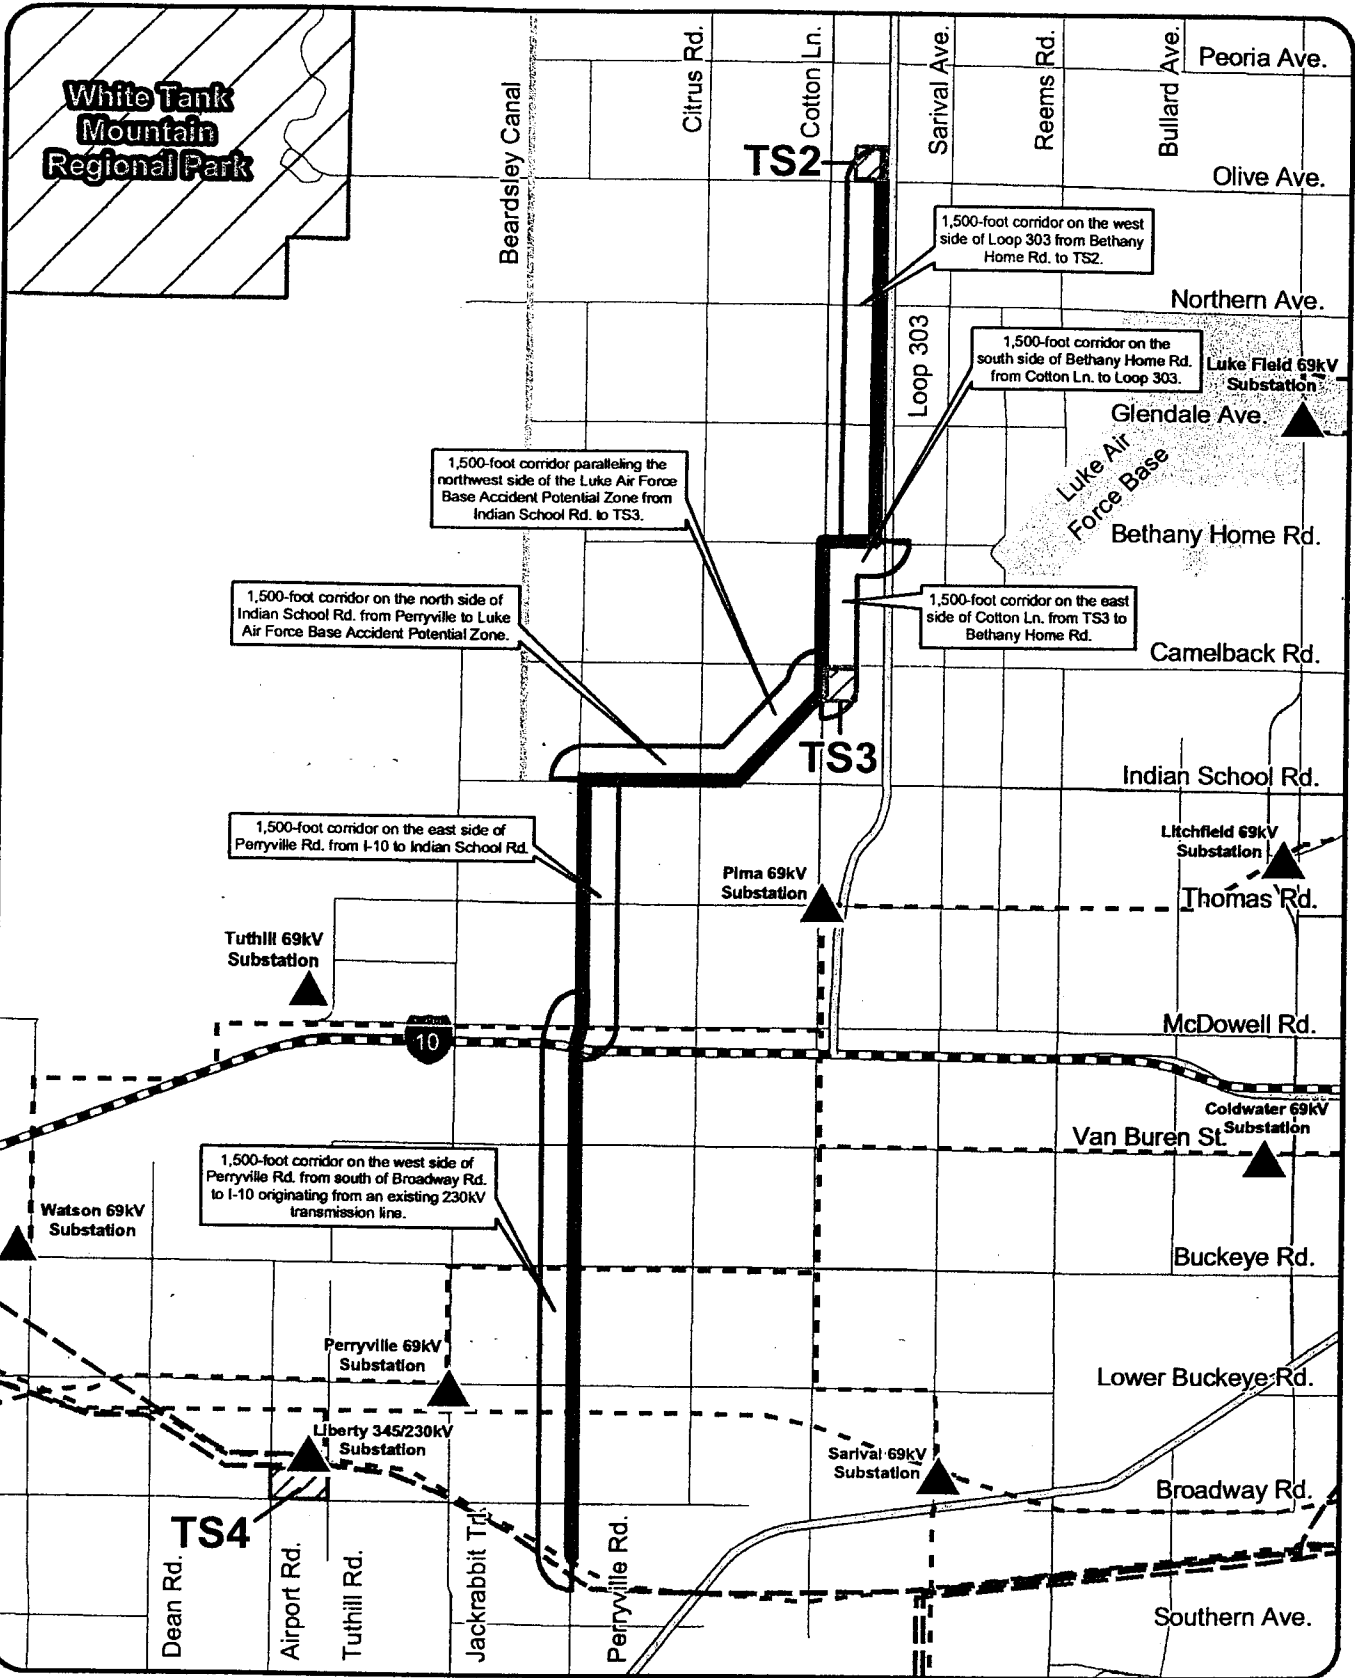 White Tank
Mountain
Regional Park
Beardsley Canal
Citrus Rd.
Cotton Ln.
Sarival Ave.
Reems Rd.
Bullard Ave.
Peoria Ave.
TS2
Olive Ave.
1,500-foot corridor on the west
side of Loop 303 from Bethany
Home Rd. to TS2.
Northern Ave.
Loop 303
1,500-foot corridor on the
south side of Bethany Home Rd.
from Cotton Ln. to Loop 303.
Luke Field 69kV
Substation
Glendale Ave.
Luke Air
Force Base
1,500-foot corridor paralleling the
northwest side of the Luke Air Force
Base Accident Potential Zone from
Indian School Rd. to TS3.
Bethany Home Rd.
1,500-foot corridor on the north side of
Indian School Rd. from Perryville to Luke
Air Force Base Accident Potential Zone.
1,500-foot corridor on the east
side of Cotton Ln. from TS3 to
Bethany Home Rd.
Camelback Rd.
TS3
Indian School Rd.
1,500-foot corridor on the east side of
Perryville Rd. from I-10 to Indian School Rd.
Litchfield 69kV
Substation
Pima 69kV
Substation
Thomas Rd.
Tuthill 69kV
Substation
10
McDowell Rd.
Coldwater 69kV
Substation
Van Buren St.
1,500-foot corridor on the west side of
Perryville Rd. from south of Broadway Rd.
to I-10 originating from an existing 230kV
transmission line.
Watson 69kV
Substation
Buckeye Rd.
Perryville 69kV
Substation
Lower Buckeye Rd.
Liberty 345/230kV
Substation
Sarival 69kV
Substation
Broadway Rd.
TS4
Dean Rd.
Airport Rd.
Tuthill Rd.
Jackrabbit Trl.
Perryville Rd.
Southern Ave.